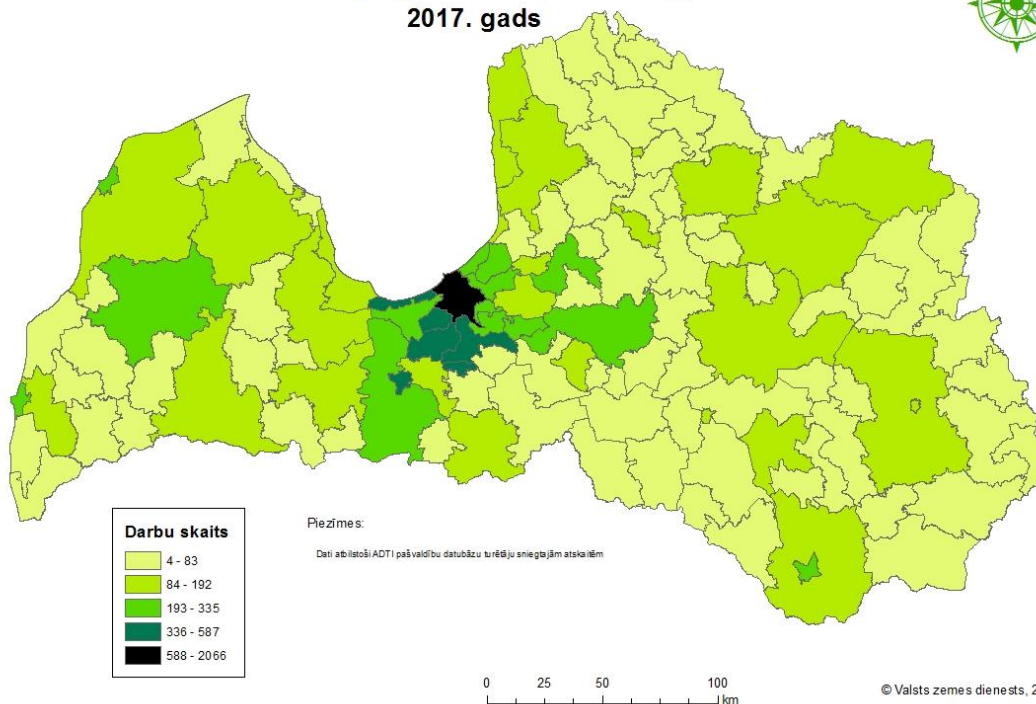 2017. gads
Darbu skaits
4 - 83
84 - 192
193 - 335
336 - 587
588 - 2066
Piezīmes:
Dati atbilstoši ADTI pašvaldību datubāzu turētāju sniegtajām atskaitēm
0 25 50 100
km
© Valsts zemes dienests, 2